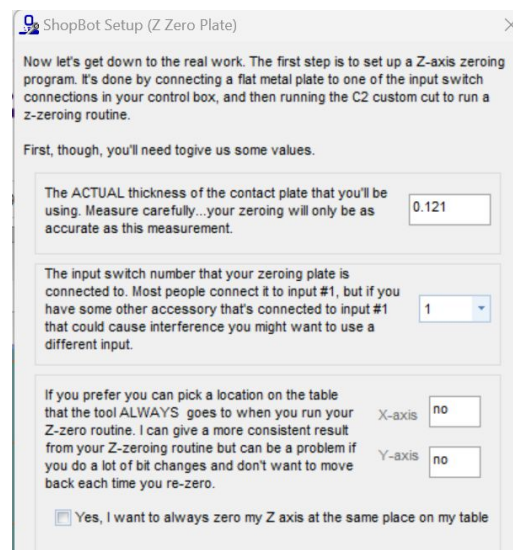 ShopBot Setup (Z Zero Plate)
Now let's get down to the real work. The first step is to set up a Z-axis zeroing
program. It's done by connecting a flat metal plate to one of the input switch
connections in your control box, and then running the C2 custom cut to run a
z-zeroing routine.
First, though, you'll need togive us some values.
The ACTUAL thickness of the contact plate that you'll be
using. Measure carefully...your zeroing will only be as
accurate as this measurement.
0.121
The input switch number that your zeroing plate is
connected to. Most people connect it to input #1, but if you
have some other accessory that's connected to input #1
that could cause interference you might want to use a
different input.
1
If you prefer you can pick a location on the table
that the tool ALWAYS goes to when you run your
Z-zero routine. I can give a more consistent result
from your Z-zeroing routine but can be a problem if
you do a lot of bit changes and don't want to move
back each time you re-zero.
X-axis no
Y-axis no
Yes, I want to always zero my Z axis at the same place on my table